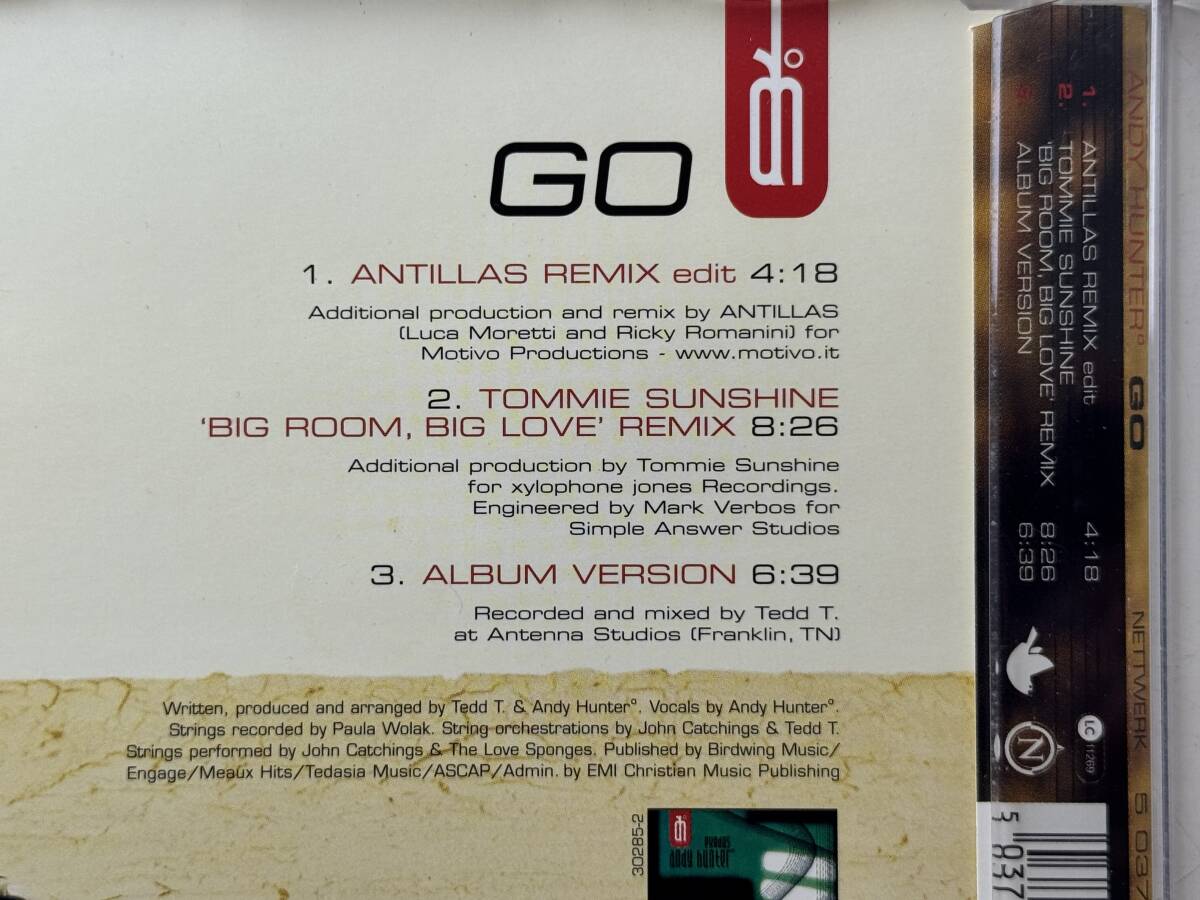 GO
1. ANTILLAS REMIX edit 4:18
Additional production and remix by ANTILLAS
(Luca Moretti and Ricky Romanini) for
Motivo Productions - www.motivo.it
2. TOMMIE SUNSHINE
'BIG ROOM, BIG LOVE' REMIX 8:26
Additional production by Tommie Sunshine
for xylophone jones Recordings.
Engineered by Mark Verbos for
Simple Answer Studios
3. ALBUM VERSION 6:39
Recorded and mixed by Tedd T.
at Antenna Studios (Franklin, TN)
Written, produced and arranged by Tedd T. & Andy Hunter°. Vocals by Andy Hunter°.
Strings recorded by Paula Wolak. String orchestrations by John Catchings & Tedd T.
Strings performed by John Catchings & The Love Sponges. Published by Birdwing Music/
Engage/Meaux Hits/Tedasia Music/ASCAP/Admin. by EMI Christian Music Publishing
30285-2
andy hunter°
ANDY HUNTER° GO NETTWERK 5 037
1. ANTILLAS REMIX edit 4:18
2. TOMMIE SUNSHINE
'BIG ROOM, BIG LOVE' REMIX 8:26
3. ALBUM VERSION 6:39
LC 11269
N
5 037